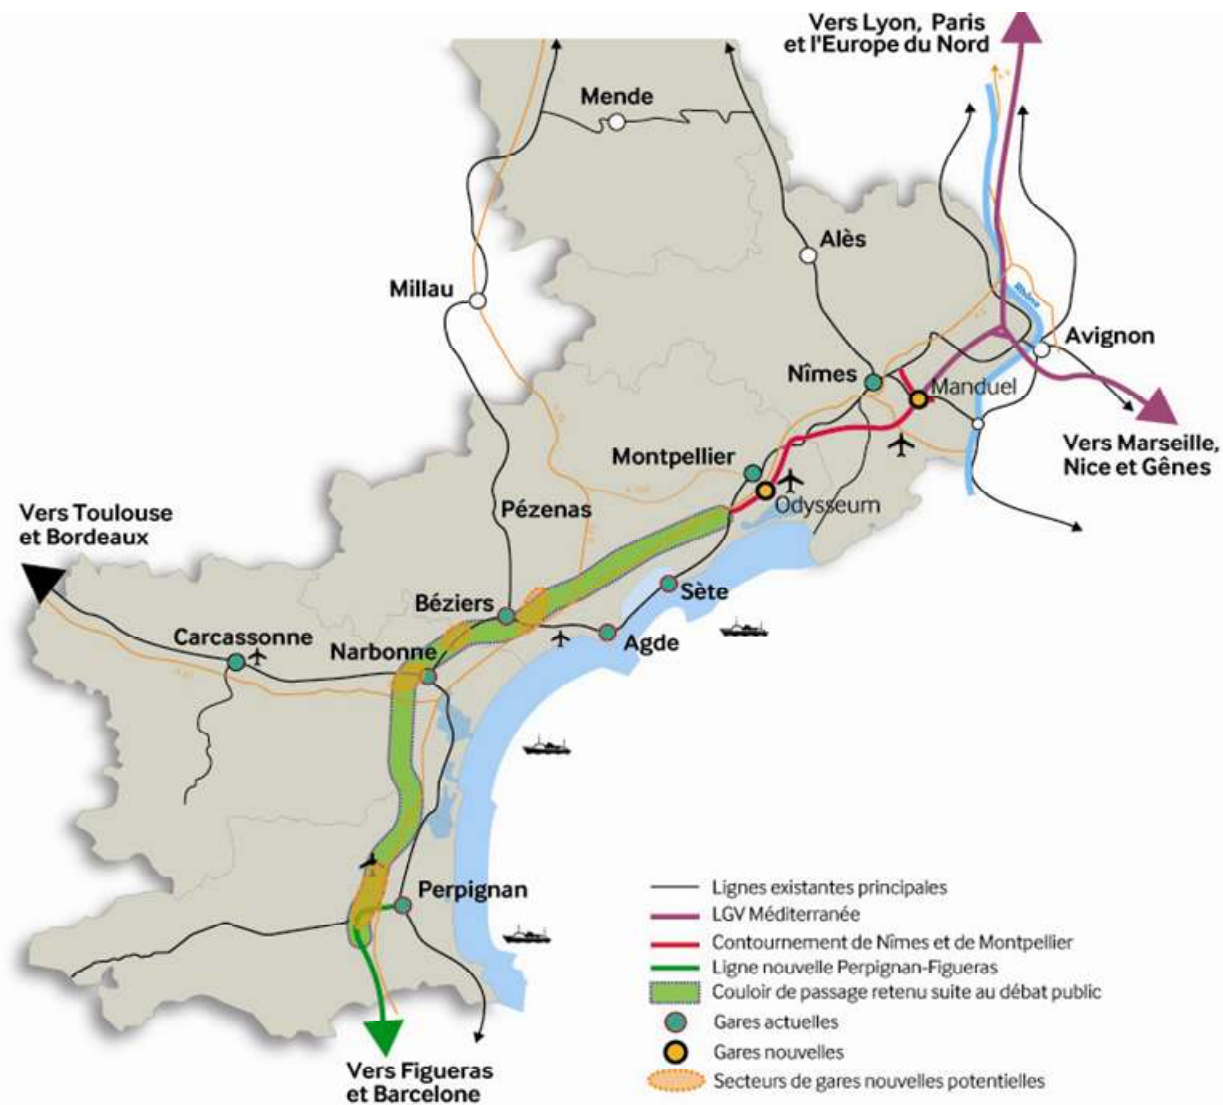 Vers Lyon, Paris
et l'Europe du Nord
Mende
Alès
Millau
Rhône
Avignon
Nîmes
Manduel
Vers Marseille,
Nice et Gênes
Montpellier
Odysseum
Pézenas
Vers Toulouse
et Bordeaux
Sète
Béziers
Agde
Carcassonne
Narbonne
Perpignan
Vers Figueras
et Barcelone
Lignes existantes principales
LGV Méditerranée
Contournement de Nîmes et de Montpellier
Ligne nouvelle Perpignan-Figueras
Couloir de passage retenu suite au débat public
Gares actuelles
Gares nouvelles
Secteurs de gares nouvelles potentielles